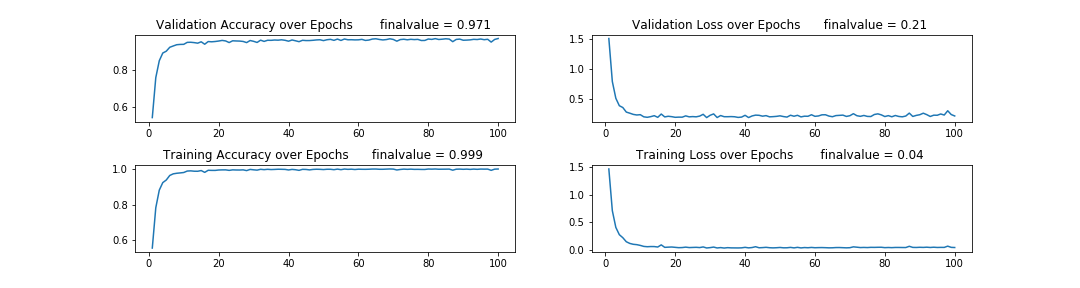 Validation Accuracy over Epochs finalvalue = 0.971
0.8
0.6
0 20 40 60 80 100
Validation Loss over Epochs finalvalue = 0.21
1.5
1.0
0.5
0 20 40 60 80 100
Training Accuracy over Epochs finalvalue = 0.999
1.0
0.8
0.6
0 20 40 60 80 100
Training Loss over Epochs finalvalue = 0.04
1.5
1.0
0.5
0.0
0 20 40 60 80 100